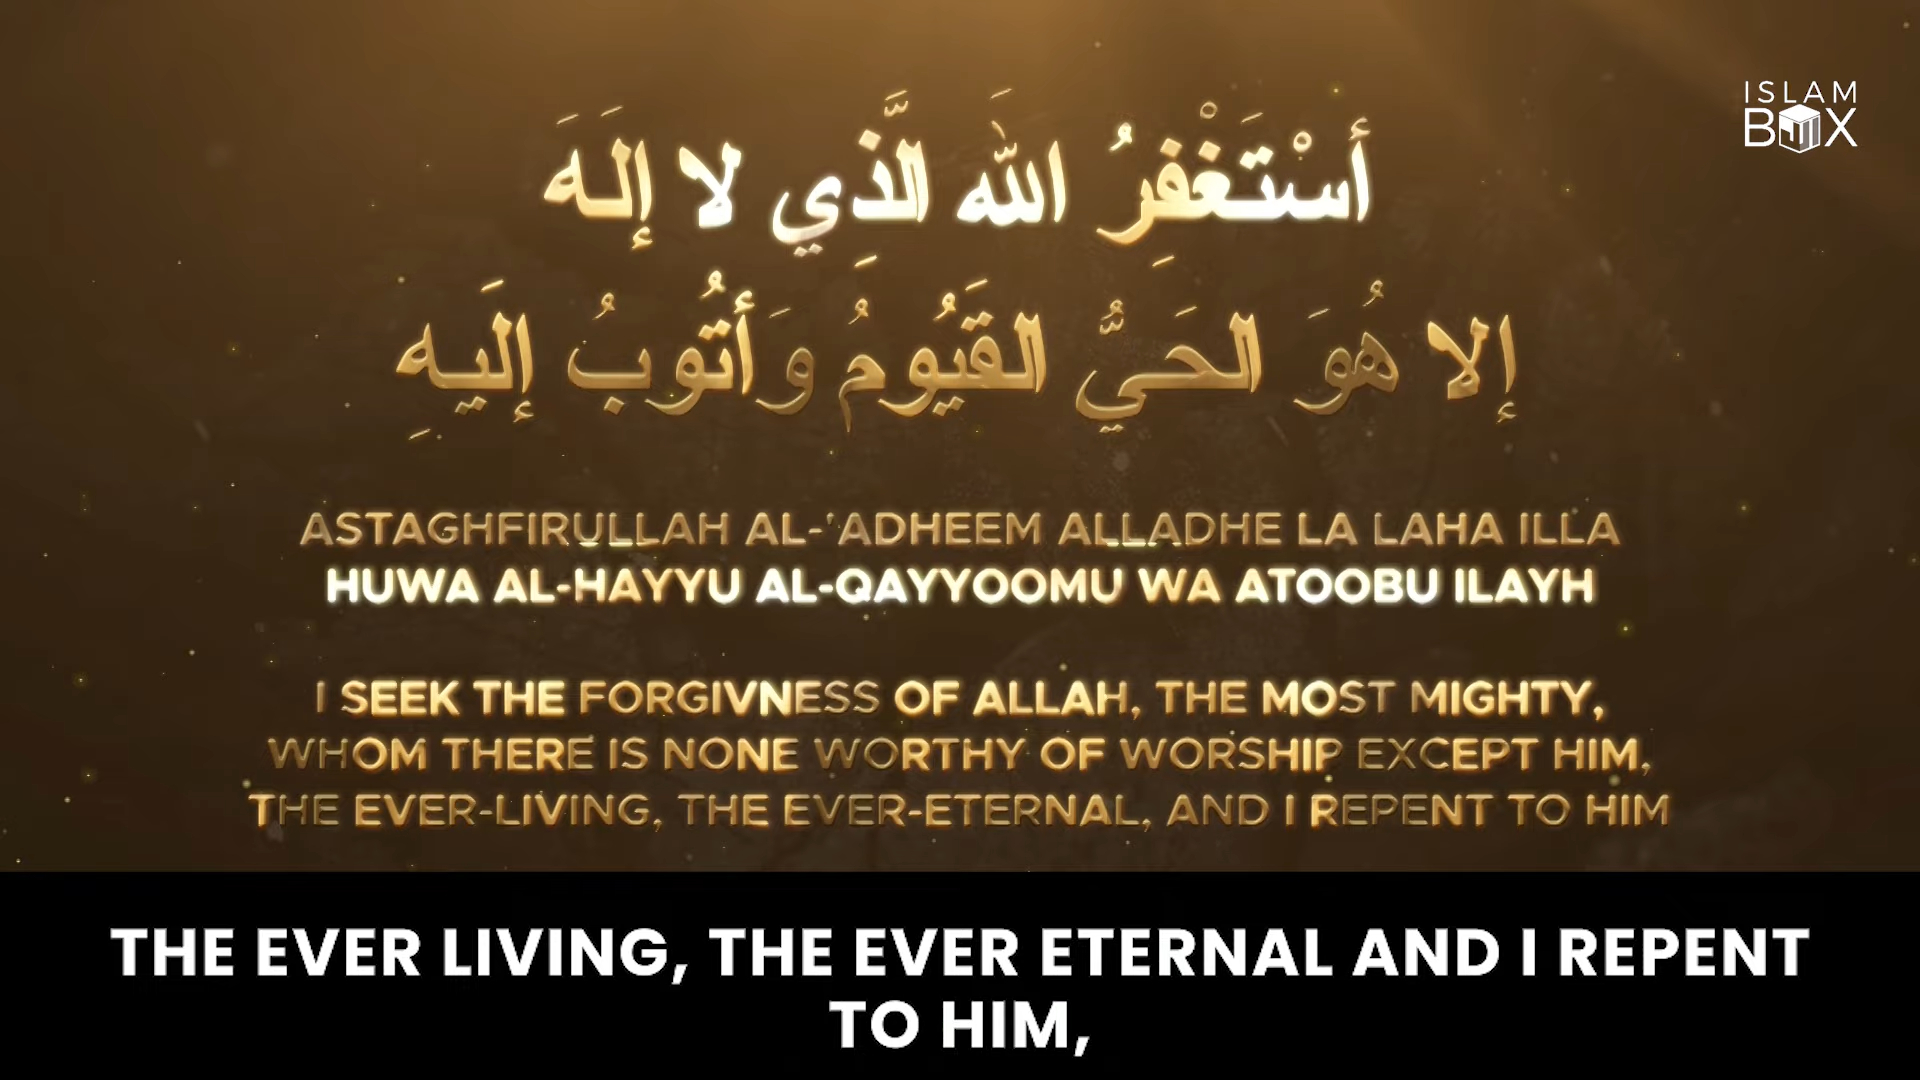 ISLAM
BOX
أَسْتَغْفِرُ اللَّه الَّذِي لا إِلَهَ
إِلا هُوَ الحَيُّ القَيُومُ وَأَتُوبُ إِلَيهِ
ASTAGHFIRULLAH AL-'ADHEEM ALLADHE LA LAHA ILLA
HUWA AL-HAYYU AL-QAYYOOMU WA ATOOBU ILAYH
I SEEK THE FORGIVNESS OF ALLAH, THE MOST MIGHTY,
WHOM THERE IS NONE WORTHY OF WORSHIP EXCEPT HIM,
THE EVER-LIVING, THE EVER-ETERNAL, AND I REPENT TO HIM
THE EVER LIVING, THE EVER ETERNAL AND I REPENT
TO HIM,